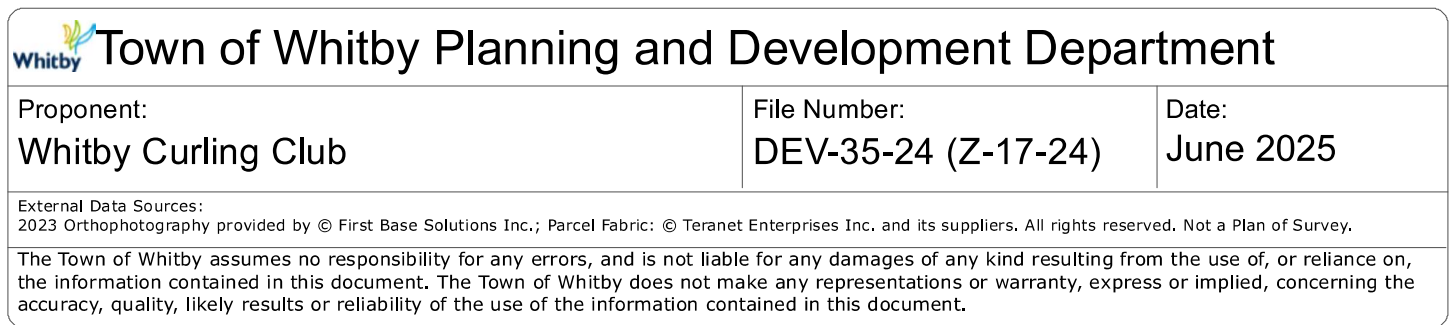 Whitby
Town of Whitby Planning and Development Department
Proponent:
Whitby Curling Club
File Number:
DEV-35-24 (Z-17-24)
Date:
June 2025
External Data Sources:
2023 Orthophotography provided by © First Base Solutions Inc.; Parcel Fabric: © Teranet Enterprises Inc. and its suppliers. All rights reserved. Not a Plan of Survey.
The Town of Whitby assumes no responsibility for any errors, and is not liable for any damages of any kind resulting from the use of, or reliance on,
the information contained in this document. The Town of Whitby does not make any representations or warranty, express or implied, concerning the
accuracy, quality, likely results or reliability of the use of the information contained in this document.